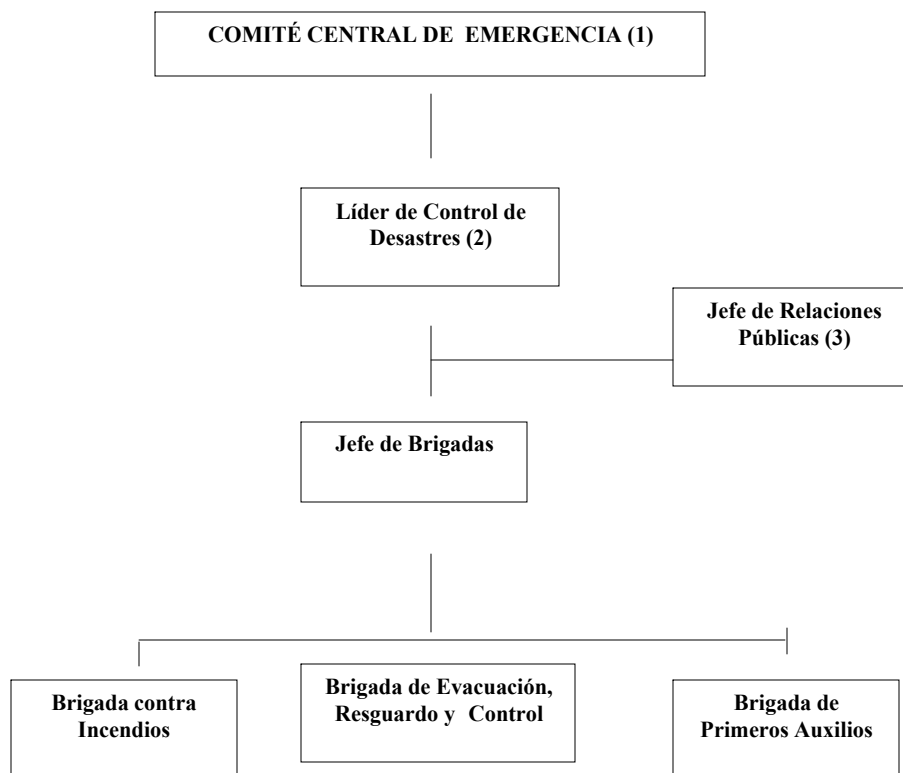 COMITÉ CENTRAL DE EMERGENCIA (1)
Líder de Control de
Desastres (2)
Jefe de Relaciones
Públicas (3)
Jefe de Brigadas
Brigada contra
Incendios
Brigada de Evacuación,
Resguardo y Control
Brigada de
Primeros Auxilios